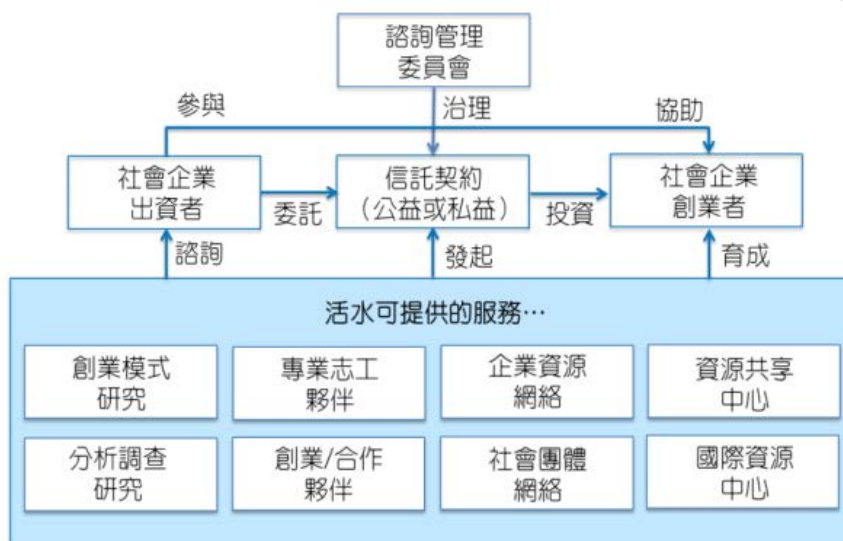 諮詢管理
委員會
參與
治理
協助
社會企業
出資者
委託
信託契約
（公益或私益）
投資
社會企業
創業者
諮詢
發起
育成
活水可提供的服務…
創業模式
研究
專業志工
夥伴
企業資源
網絡
資源共享
中心
分析調查
研究
創業/合作
夥伴
社會團體
網絡
國際資源
中心